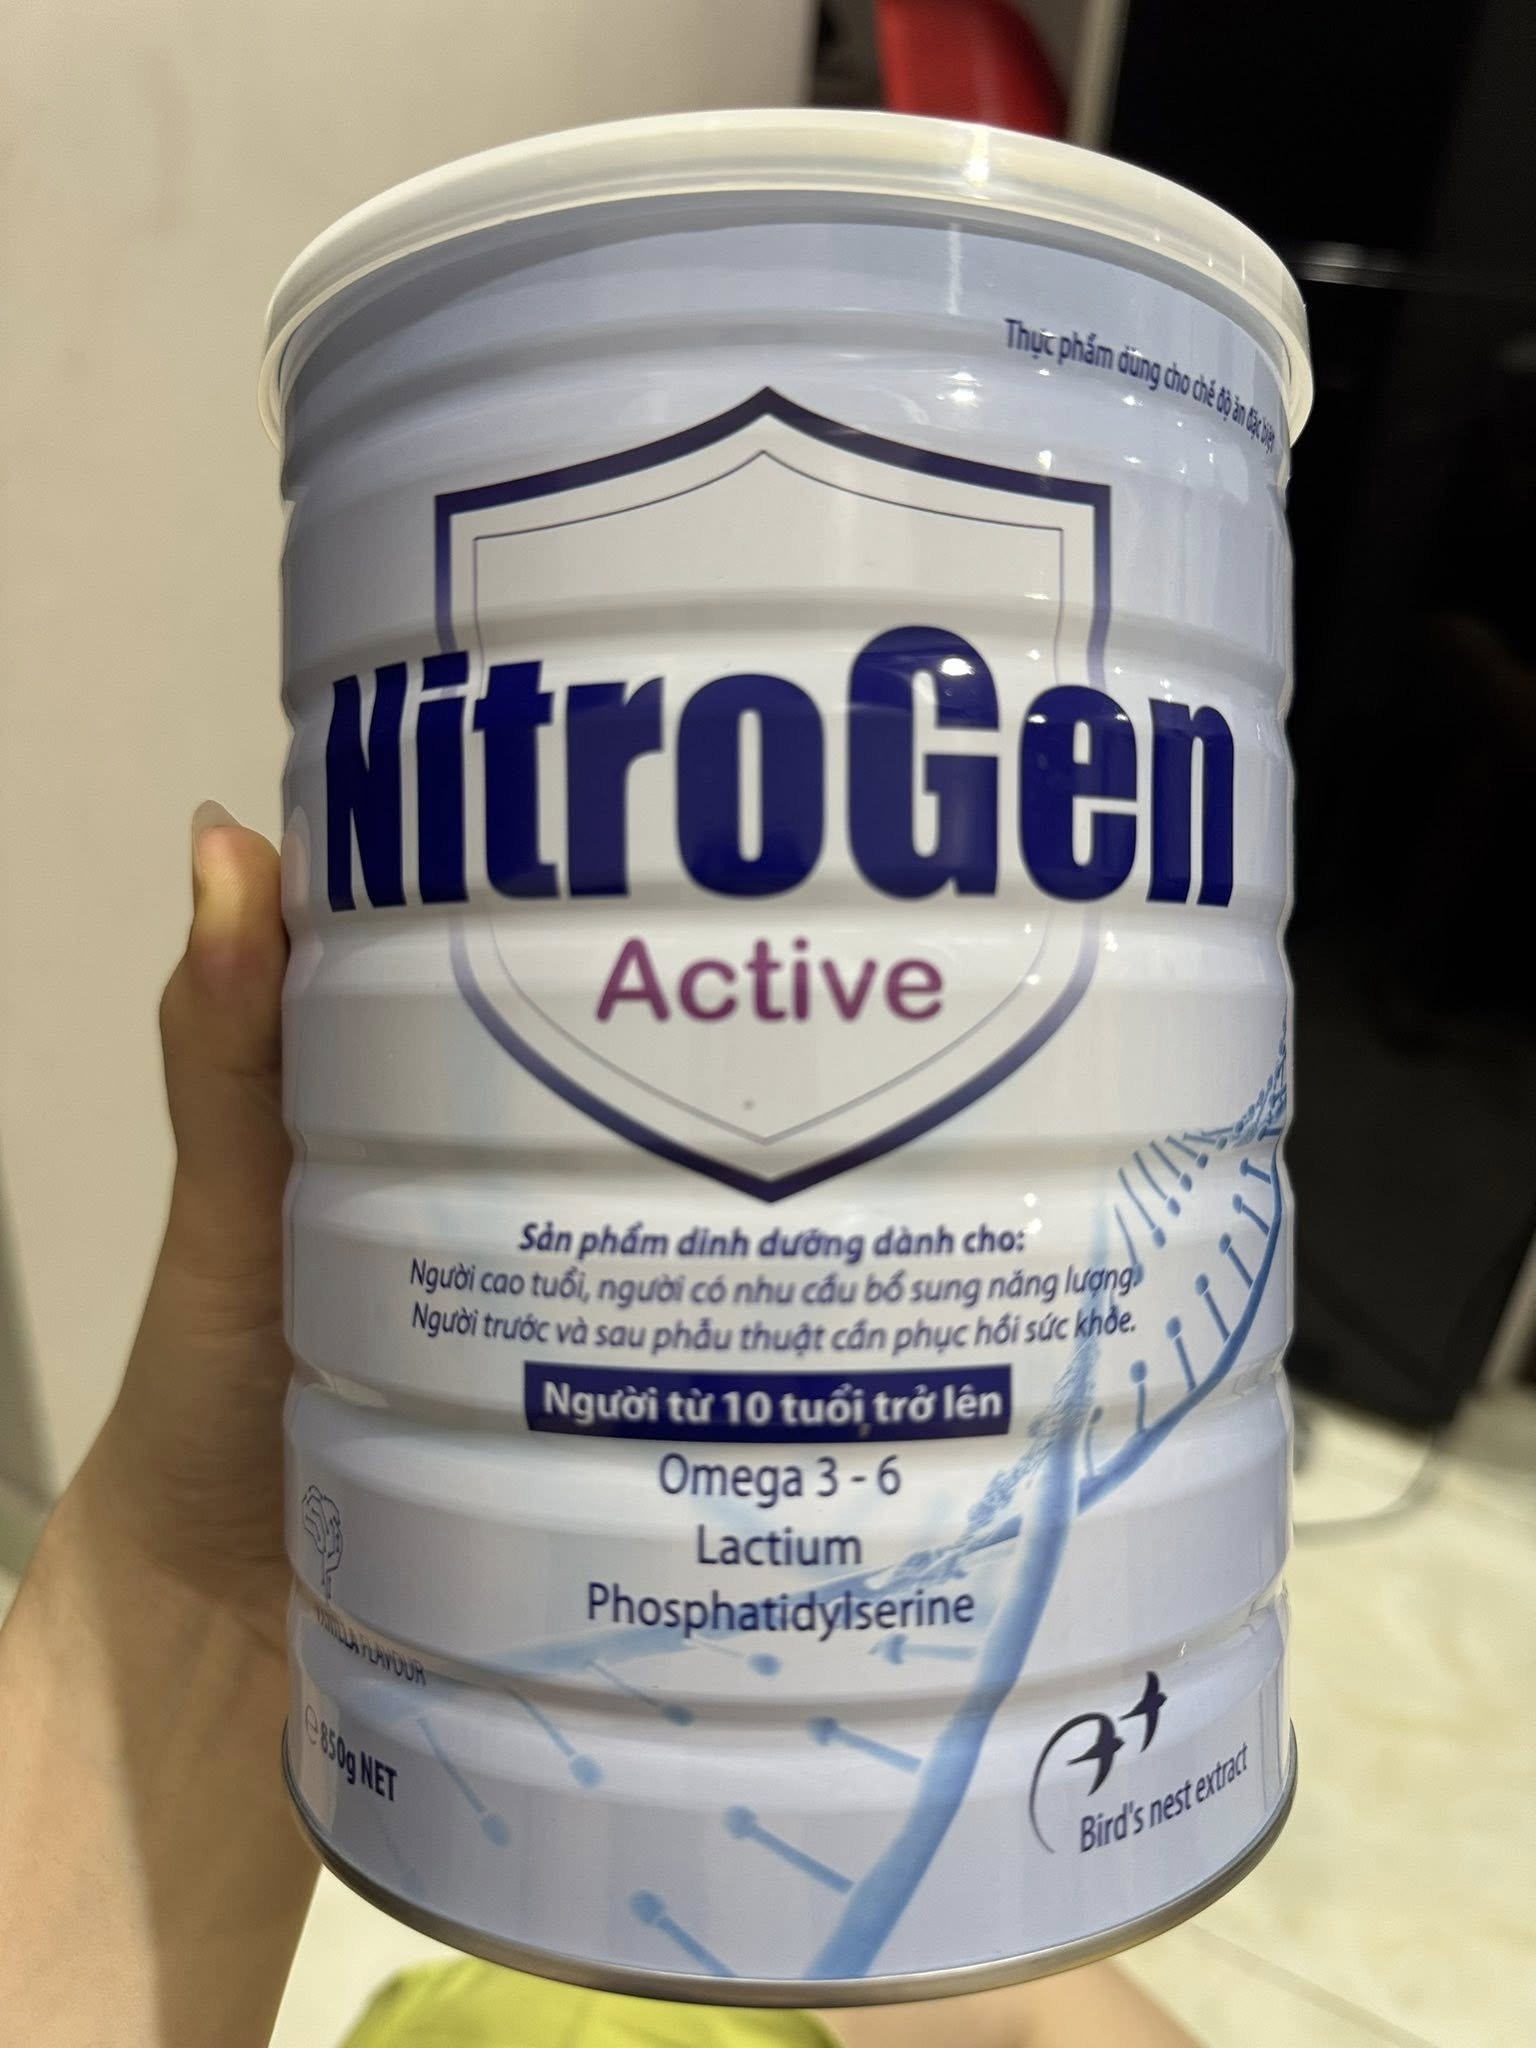 Thực phẩm dùng cho chế độ ăn đặc biệt
NitroGen
Active
Sản phẩm dinh dưỡng dành cho:
Người cao tuổi, người có nhu cầu bổ sung năng lượng.
Người trước và sau phẫu thuật cần phục hồi sức khỏe.
Người từ 10 tuổi trở lên
Omega 3 - 6
Lactium
Phosphatidylserine
FLAVOUR
℮ 850g NET
Bird's nest extract